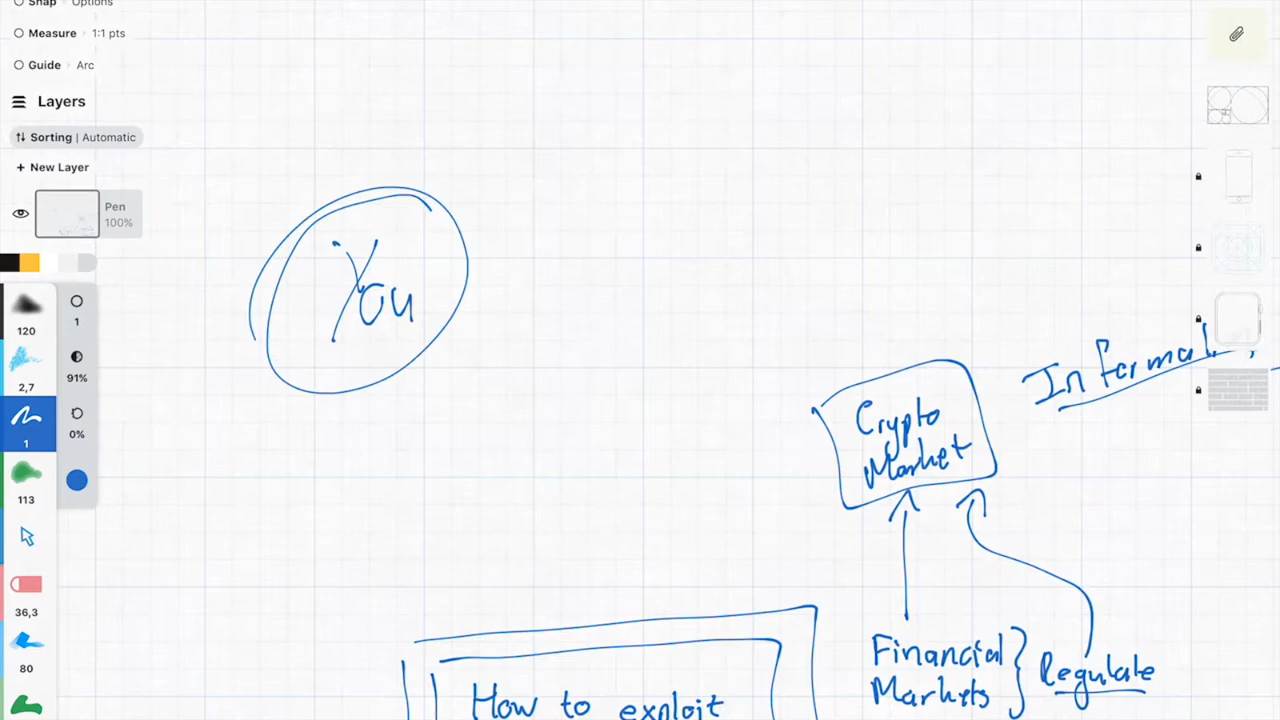 Snap > Options
Measure > 1:1 pts
Guide > Arc
Layers
Sorting | Automatic
+ New Layer
Pen
100%
120
1
91%
2,7
0%
1
113
36,3
80
You
Crypto
Market
Informal
Financial
Markets
Regulate
How to exploit